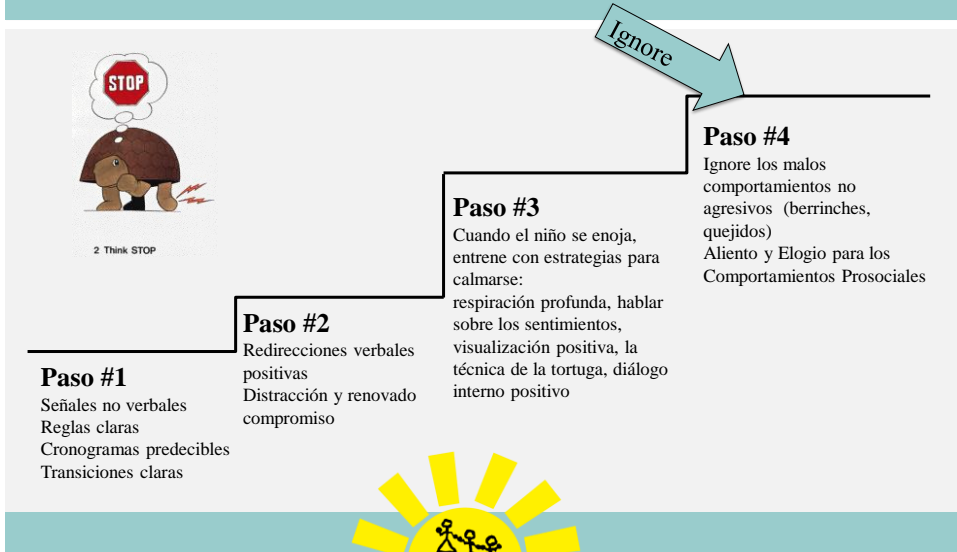 Ignore
STOP
2 Think STOP
Paso #1
Señales no verbales
Reglas claras
Cronogramas predecibles
Transiciones claras
Paso #2
Redirecciones verbales
positivas
Distracción y renovado
compromiso
Paso #3
Cuando el niño se enoja,
entrene con estrategias para
calmarse:
respiración profunda, hablar
sobre los sentimientos,
visualización positiva, la
técnica de la tortuga, diálogo
interno positivo
Paso #4
Ignore los malos
comportamientos no
agresivos (berrinches,
quejidos)
Aliento y Elogio para los
Comportamientos Prosociales